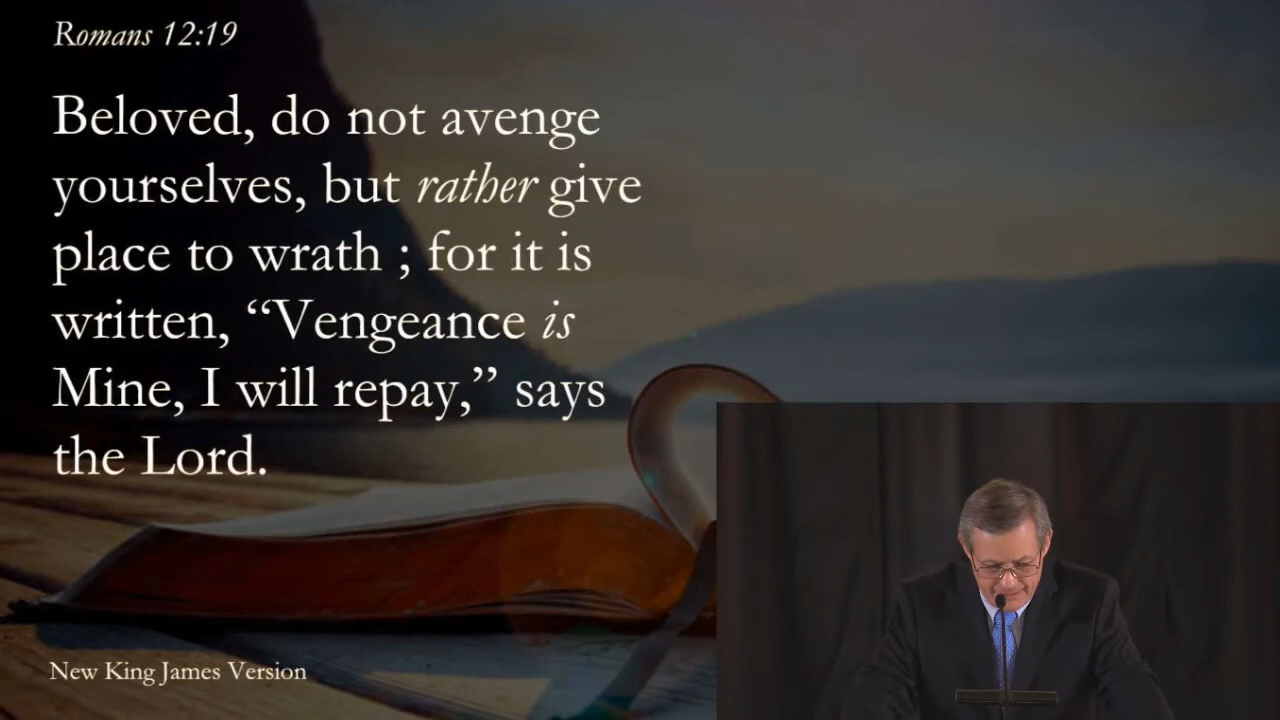 Romans 12:19
Beloved, do not avenge
yourselves, but rather give
place to wrath ; for it is
written, “Vengeance is
Mine, I will repay,” says
the Lord.
New King James Version